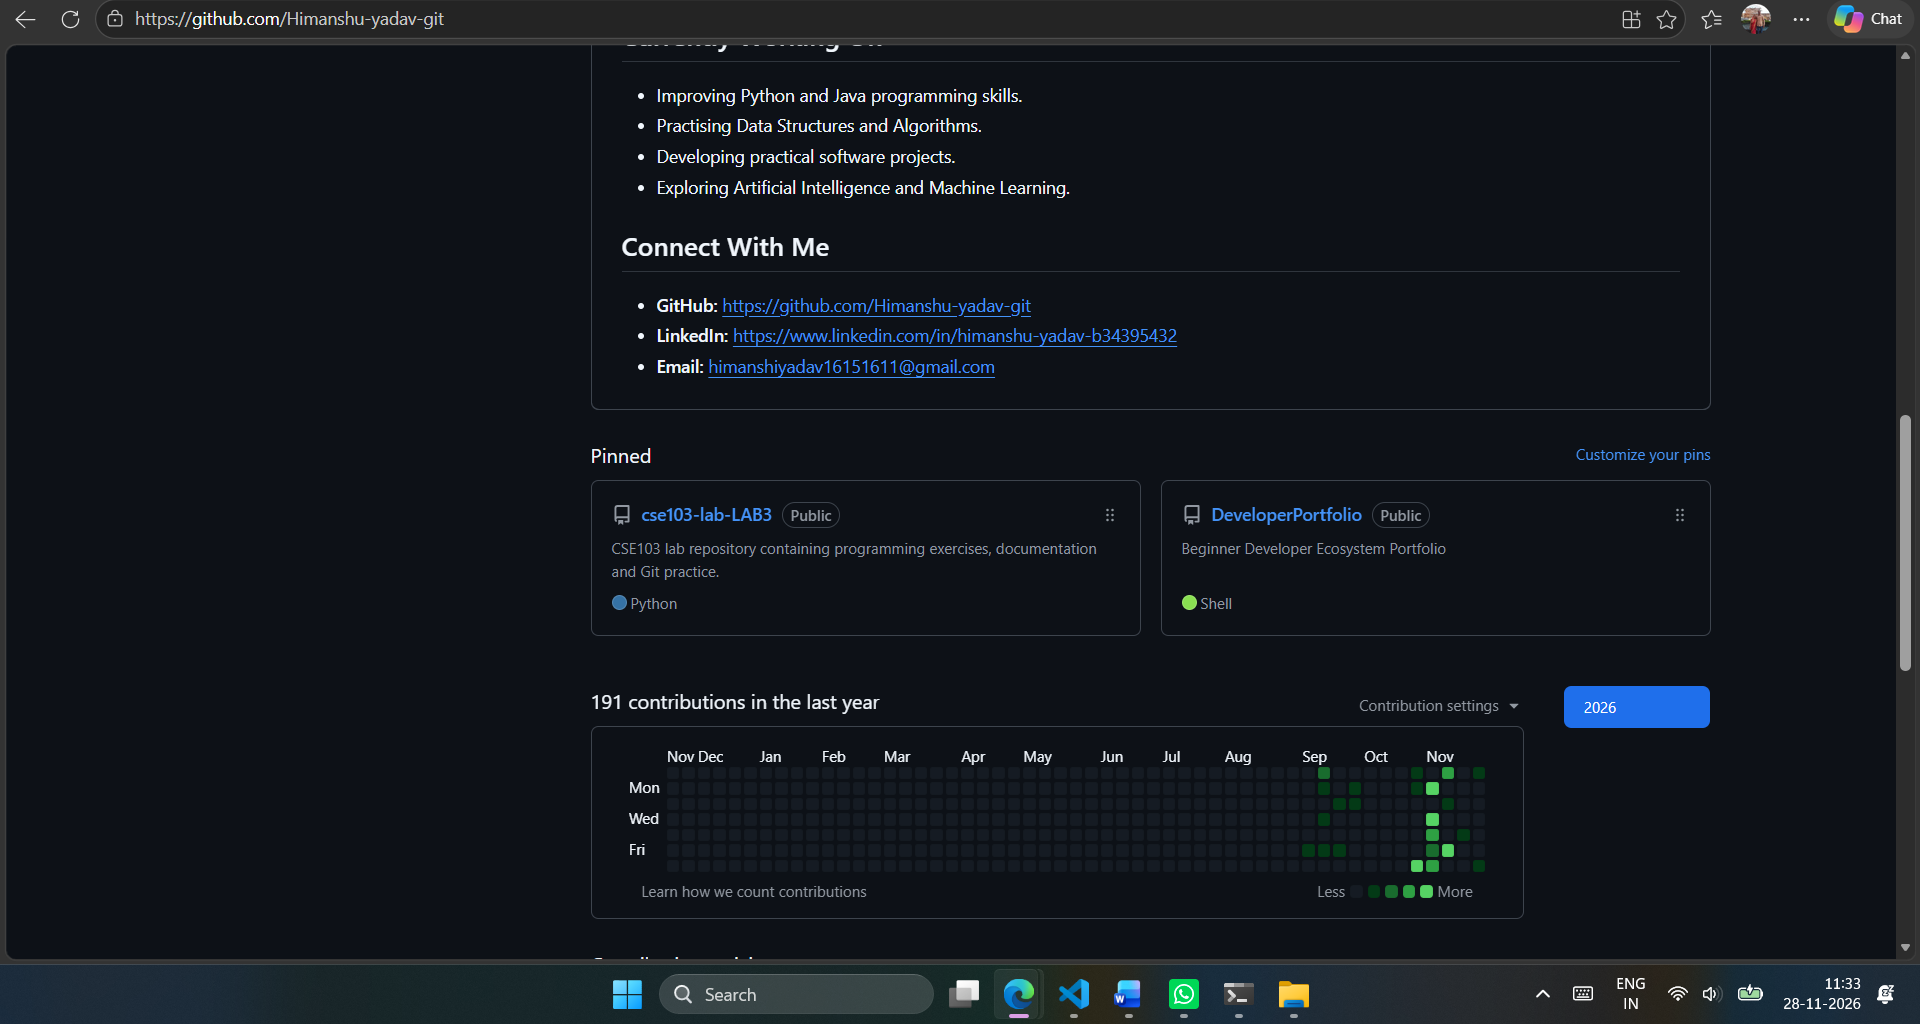 https://github.com/Himanshu-yadav-git
Chat
Currently Working On
Improving Python and Java programming skills.
Practising Data Structures and Algorithms.
Developing practical software projects.
Exploring Artificial Intelligence and Machine Learning.
Connect With Me
GitHub: https://github.com/Himanshu-yadav-git
LinkedIn: https://www.linkedin.com/in/himanshu-yadav-b34395432
Email: himanshiyadav16151611@gmail.com
Pinned
Customize your pins
cse103-lab-LAB3 Public
CSE103 lab repository containing programming exercises, documentation
and Git practice.
Python
DeveloperPortfolio Public
Beginner Developer Ecosystem Portfolio
Shell
191 contributions in the last year
Contribution settings
2026
Nov Dec Jan Feb Mar Apr May Jun Jul Aug Sep Oct Nov
Mon
Wed
Fri
Learn how we count contributions
Less More
Search
ENG
IN
11:33
28-11-2026